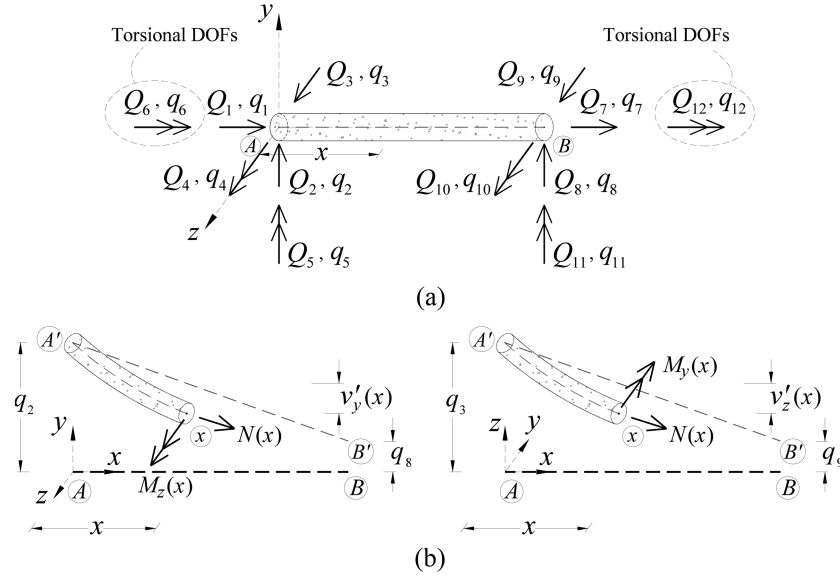 y
Torsional DOFs
Torsional DOFs
Q₃ , q₃
Q₉ , q₉
Q₆ , q₆
Q₁ , q₁
Q₇ , q₇
Q₁₂ , q₁₂
A
x
B
Q₄ , q₄
Q₂ , q₂
Q₁₀ , q₁₀
Q₈ , q₈
z
Q₅ , q₅
Q₁₁ , q₁₁
(a)
A′
q₂
v′y(x)
y
x
N(x)
B′
q₈
x
z
A
Mz(x)
B
x
A′
My(x)
q₃
v′z(x)
z
y
x
N(x)
B′
q₉
x
A
B
x
(b)